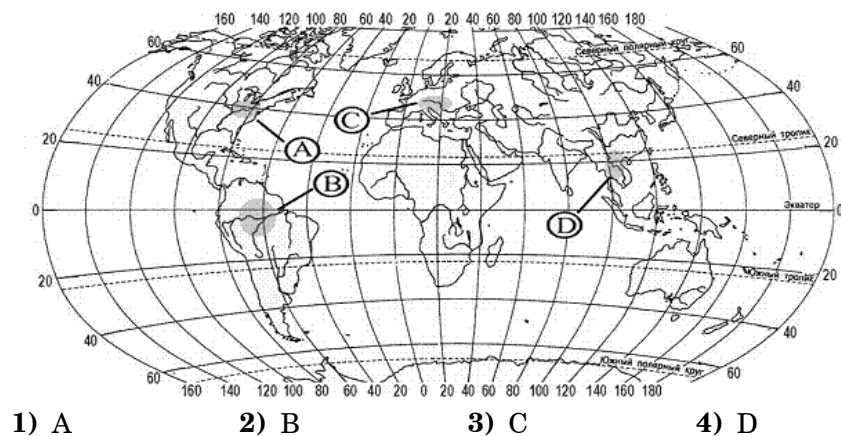 160 140 120 100 80 60 40 20 0 20 40 60 80 100 120 140 160 180
60 Северный полярный круг 60
40 40
C
A
Северный тропик
20 20
B
0 Экватор 0
D
20 Южный тропик 20
40 40
60 Южный полярный круг 60
160 140 120 100 80 60 40 20 0 20 40 60 80 100 120 140 160 180
1) A 2) B 3) C 4) D